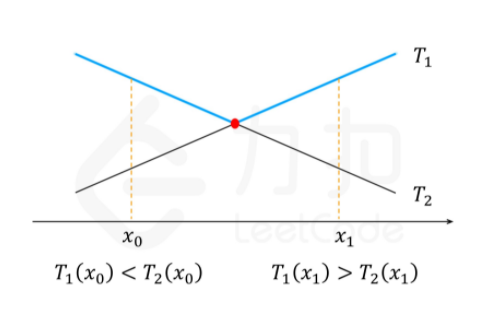 T₁
力扣
T₂
LeetCode
x₀ x₁
T₁(x₀) < T₂(x₀) T₁(x₁) > T₂(x₁)